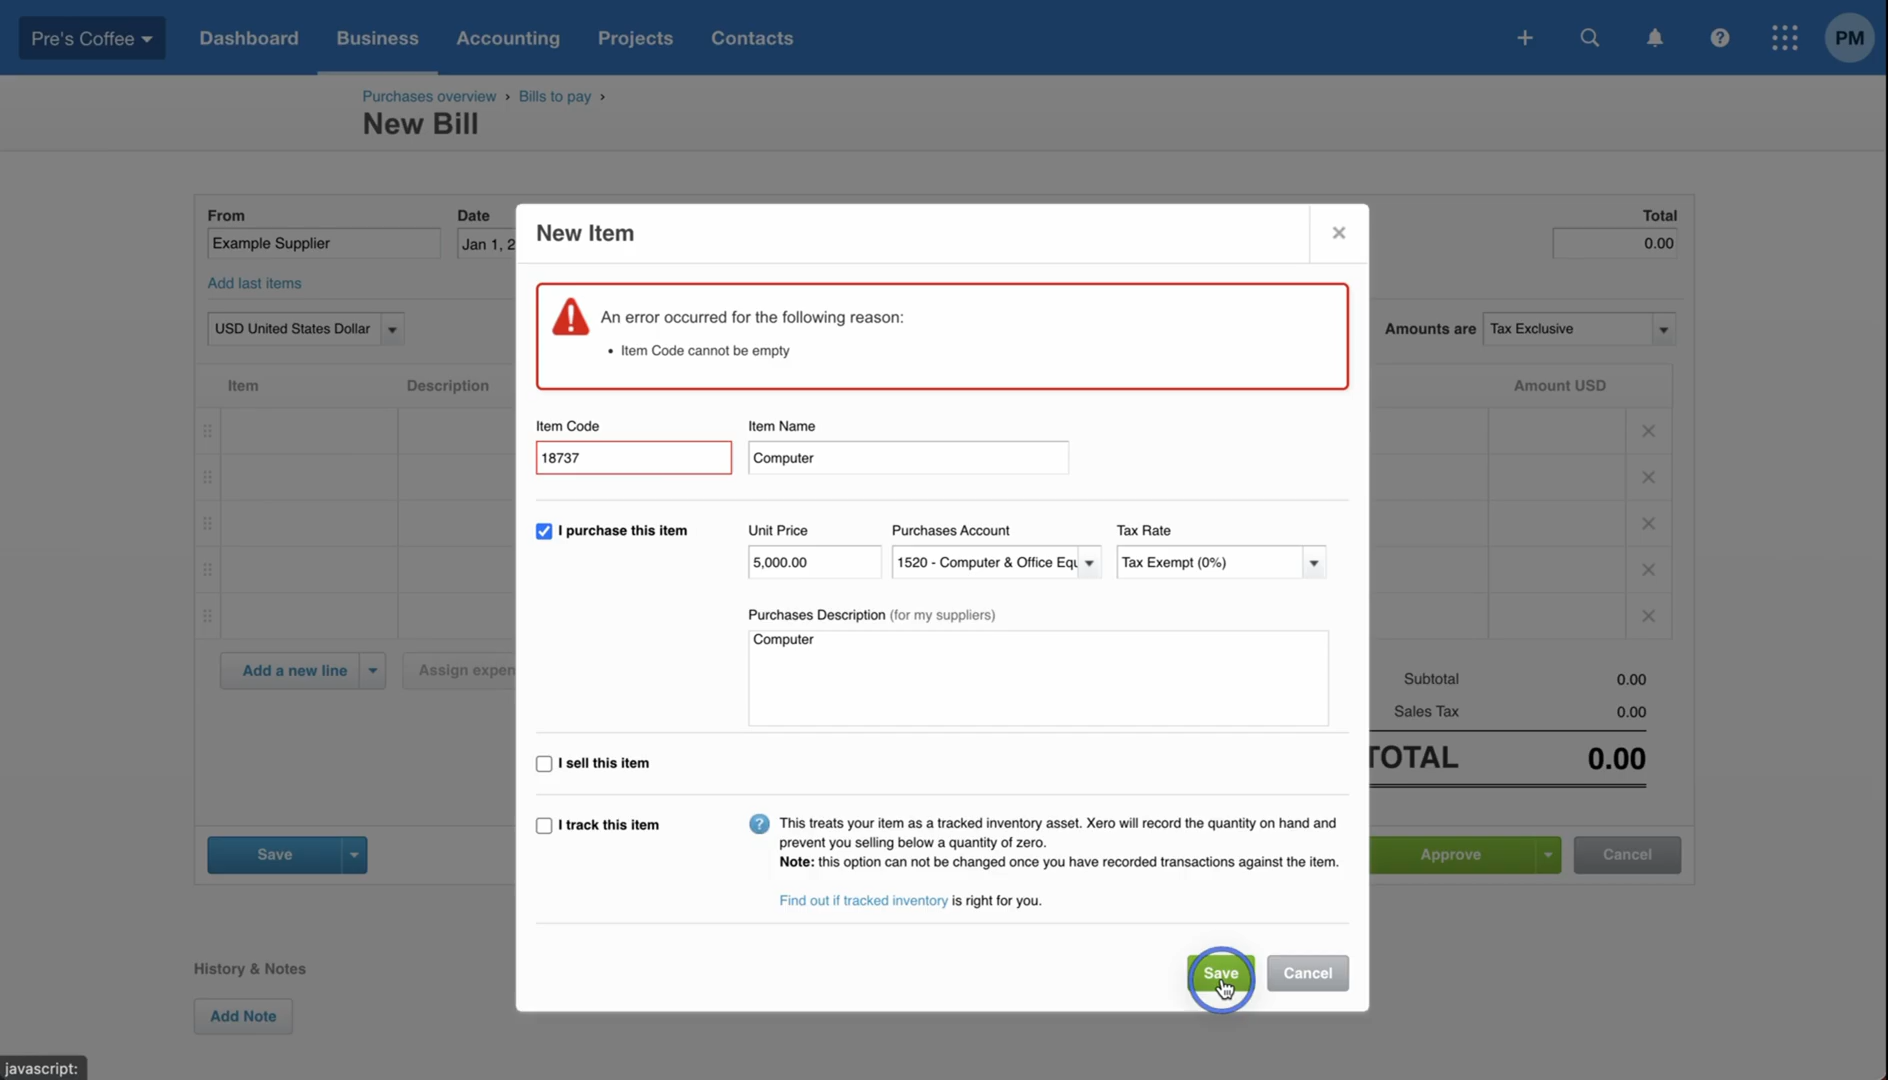 Pre's Coffee
Dashboard
Business
Accounting
Projects
Contacts
PM
Purchases overview › Bills to pay ›
New Bill
From
Date
Total
Example Supplier
Jan 1, 2
0.00
Add last items
USD United States Dollar
Amounts are
Tax Exclusive
Item
Description
Amount USD
New Item
An error occurred for the following reason:
• Item Code cannot be empty
Item Code
Item Name
18737
Computer
I purchase this item
Unit Price
Purchases Account
Tax Rate
5,000.00
1520 - Computer & Office Equ
Tax Exempt (0%)
Purchases Description (for my suppliers)
Computer
I sell this item
I track this item
This treats your item as a tracked inventory asset. Xero will record the quantity on hand and
prevent you selling below a quantity of zero.
Note: this option can not be changed once you have recorded transactions against the item.
Find out if tracked inventory is right for you.
Save
Cancel
Add a new line
Assign expen
Subtotal
0.00
Sales Tax
0.00
TOTAL
0.00
Save
Approve
Cancel
History & Notes
Add Note
javascript: